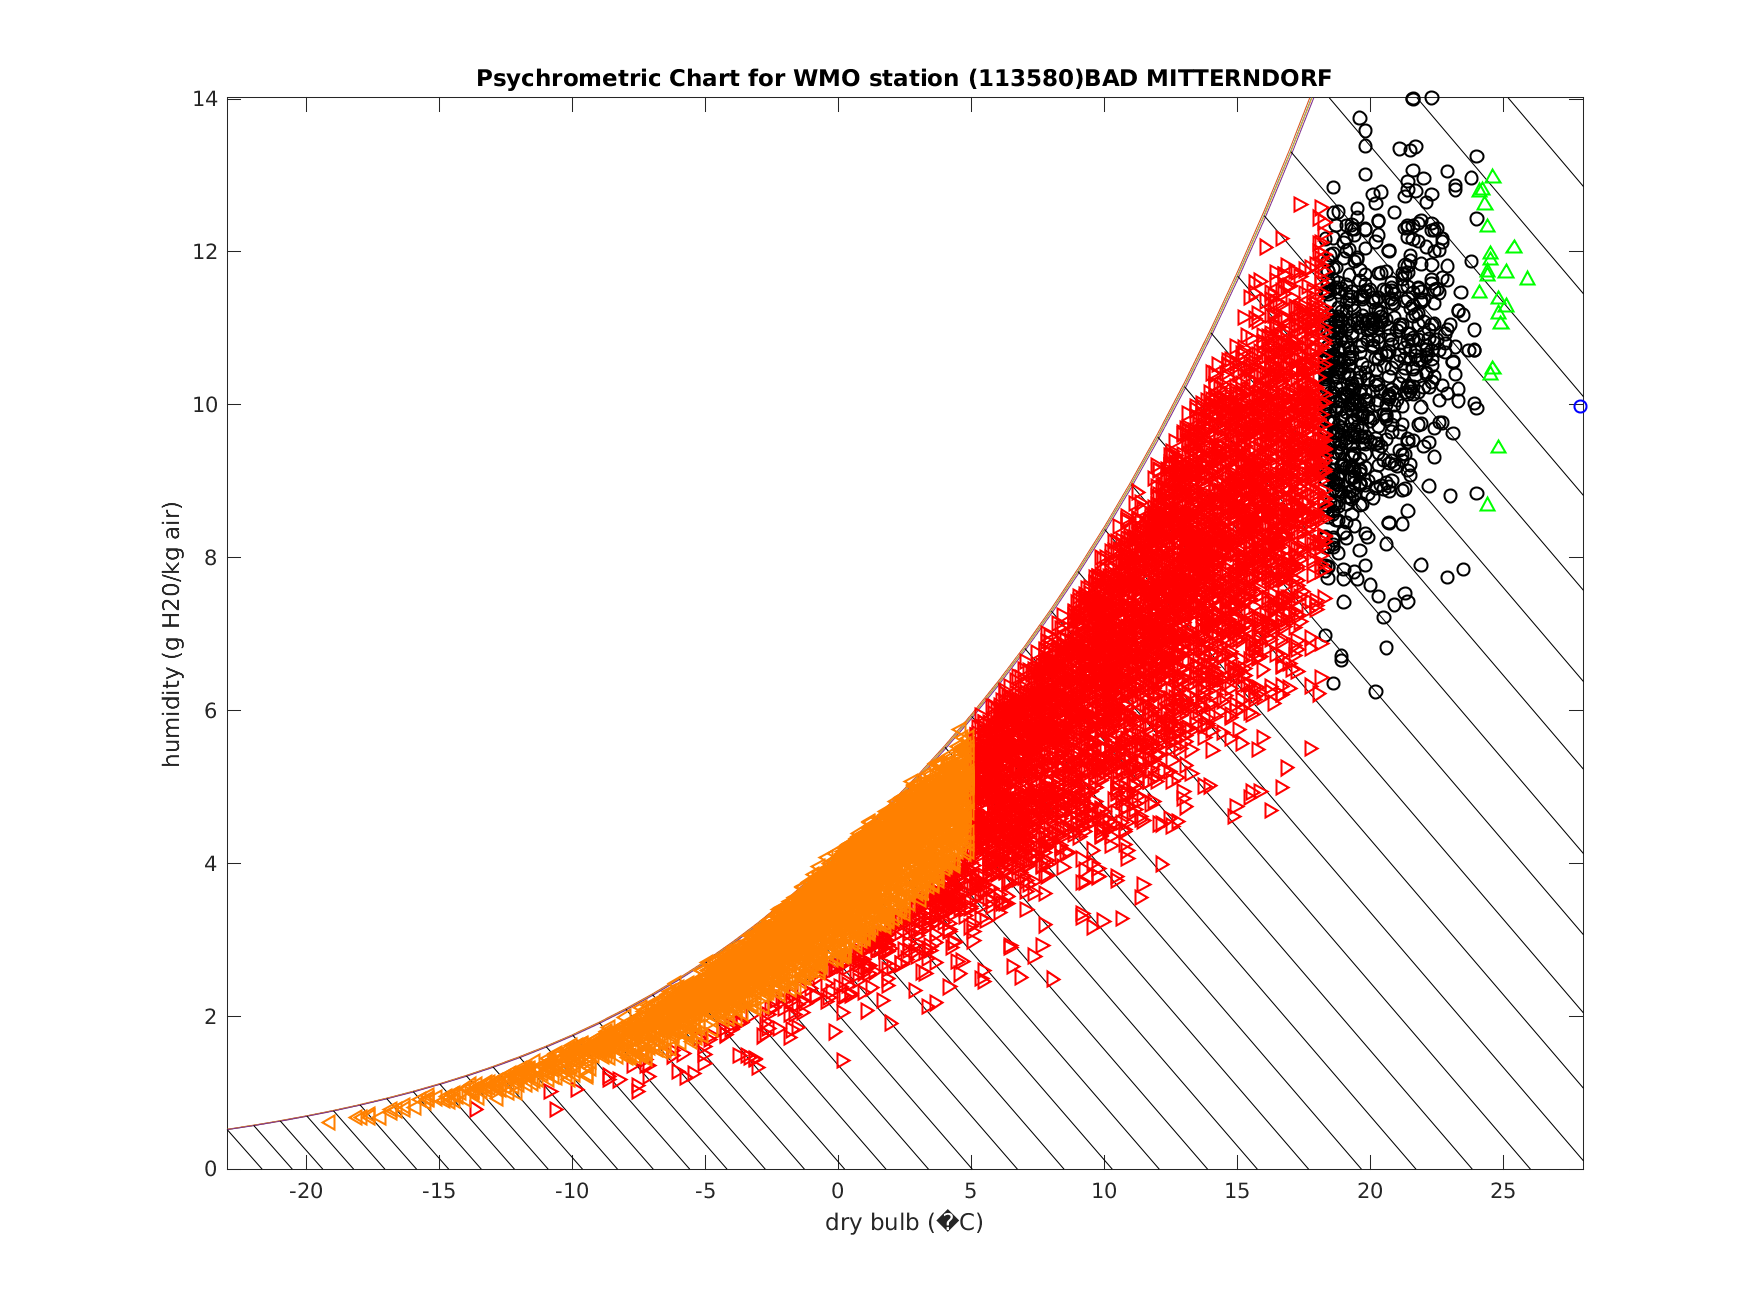 Psychrometric Chart for WMO station (113580)BAD MITTERNDORF
14
12
10
8
6
4
2
0
humidity (g H20/kg air)
-20 -15 -10 -5 0 5 10 15 20 25
dry bulb (�C)